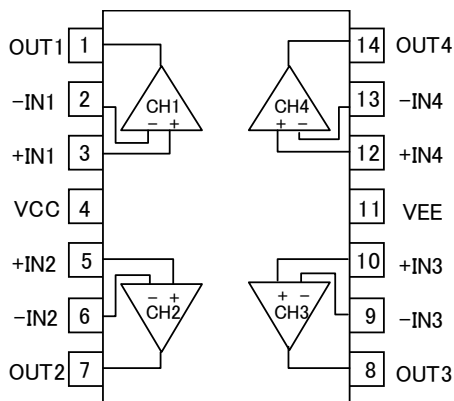 OUT1 1 14 OUT4
−IN1 2 CH1 CH4 13 −IN4
− + + −
+IN1 3 12 +IN4
VCC 4 11 VEE
+IN2 5 10 +IN3
− + + −
−IN2 6 CH2 CH3 9 −IN3
OUT2 7 8 OUT3